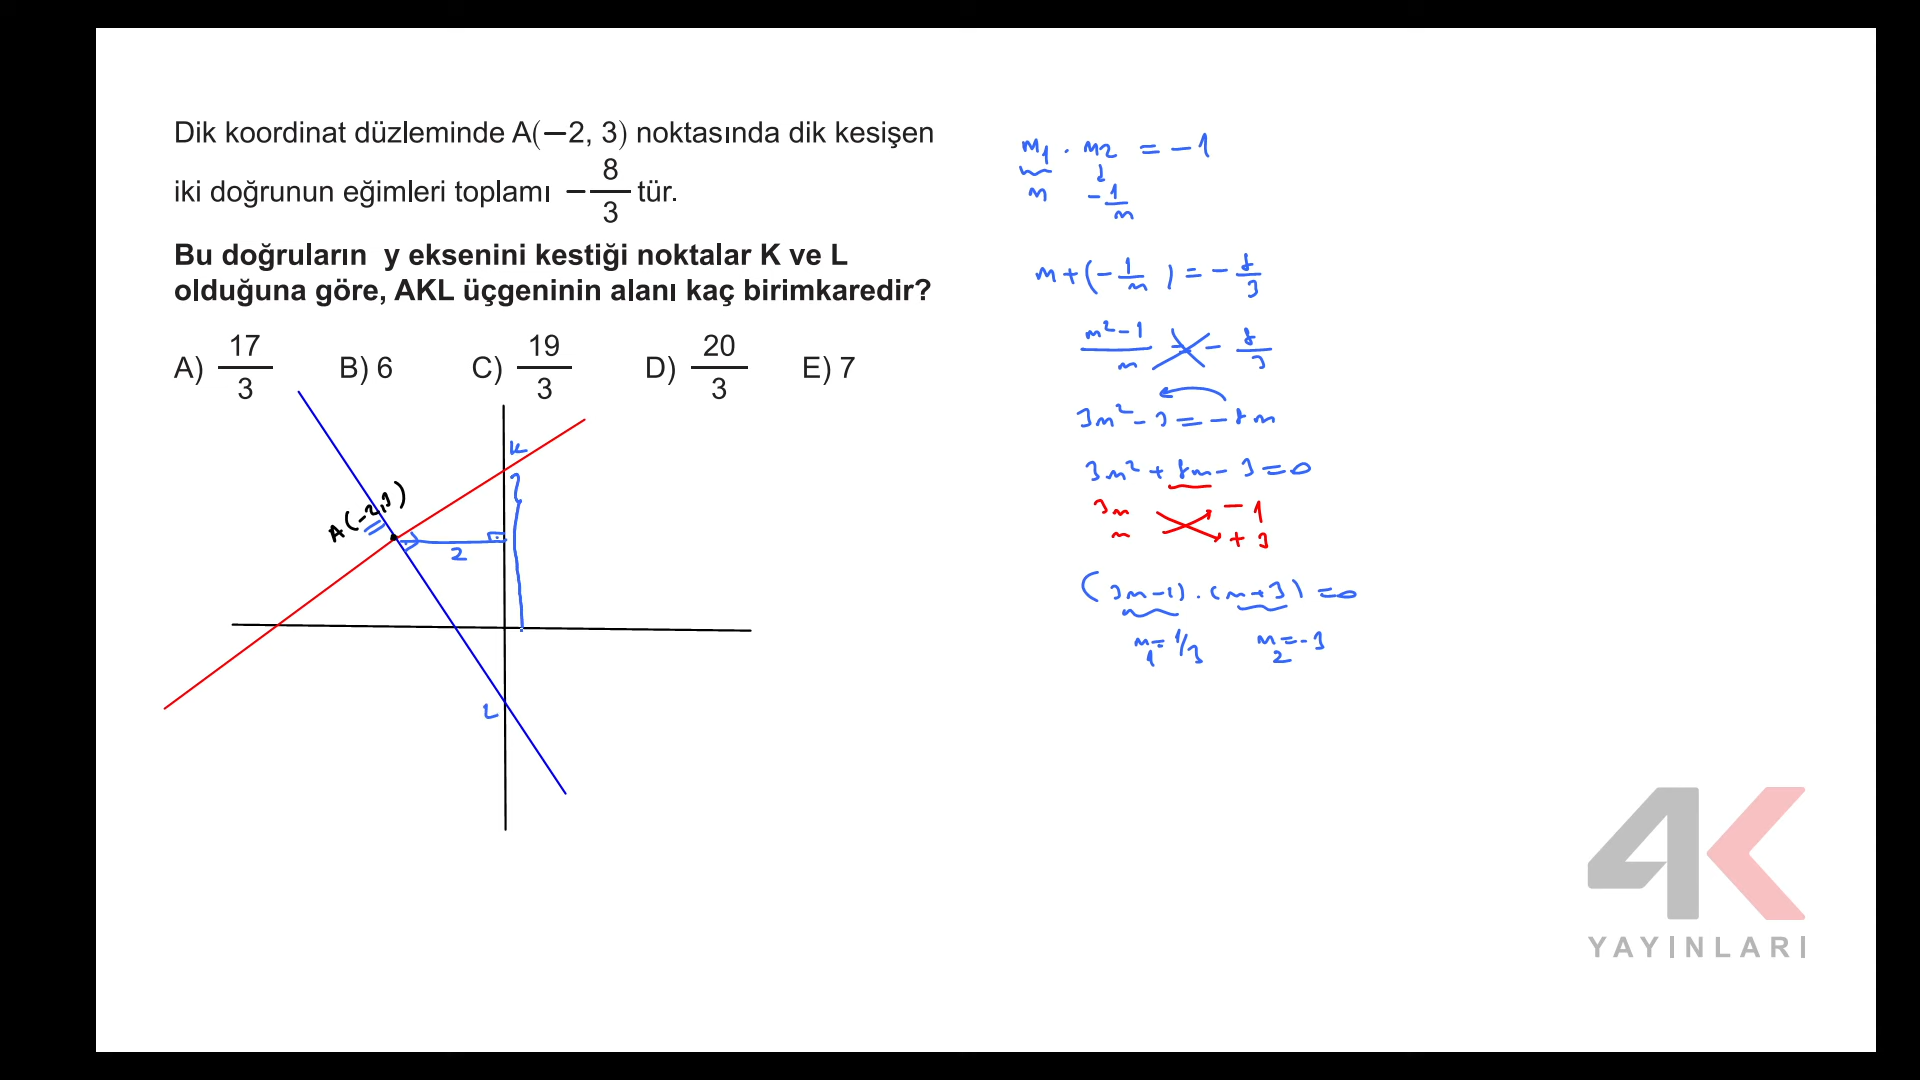 Dik koordinat düzleminde A(−2, 3) noktasında dik kesişen
iki doğrunun eğimleri toplamı −8/3 tür.
Bu doğruların y eksenini kestiği noktalar K ve L
olduğuna göre, AKL üçgeninin alanı kaç birimkaredir?
A) 17/3 B) 6 C) 19/3 D) 20/3 E) 7
K
A(-2,3)
2
L
m1 . m2 = -1
m -1/m
m + (-1/m) = -8/3
m²-1/m = -8/3
3m² - 3 = -8m
3m² + 8m - 3 = 0
3m -1
m +3
(3m-1) . (m+3) = 0
m1 = 1/3 m2 = -3
4K
YAYINLARI